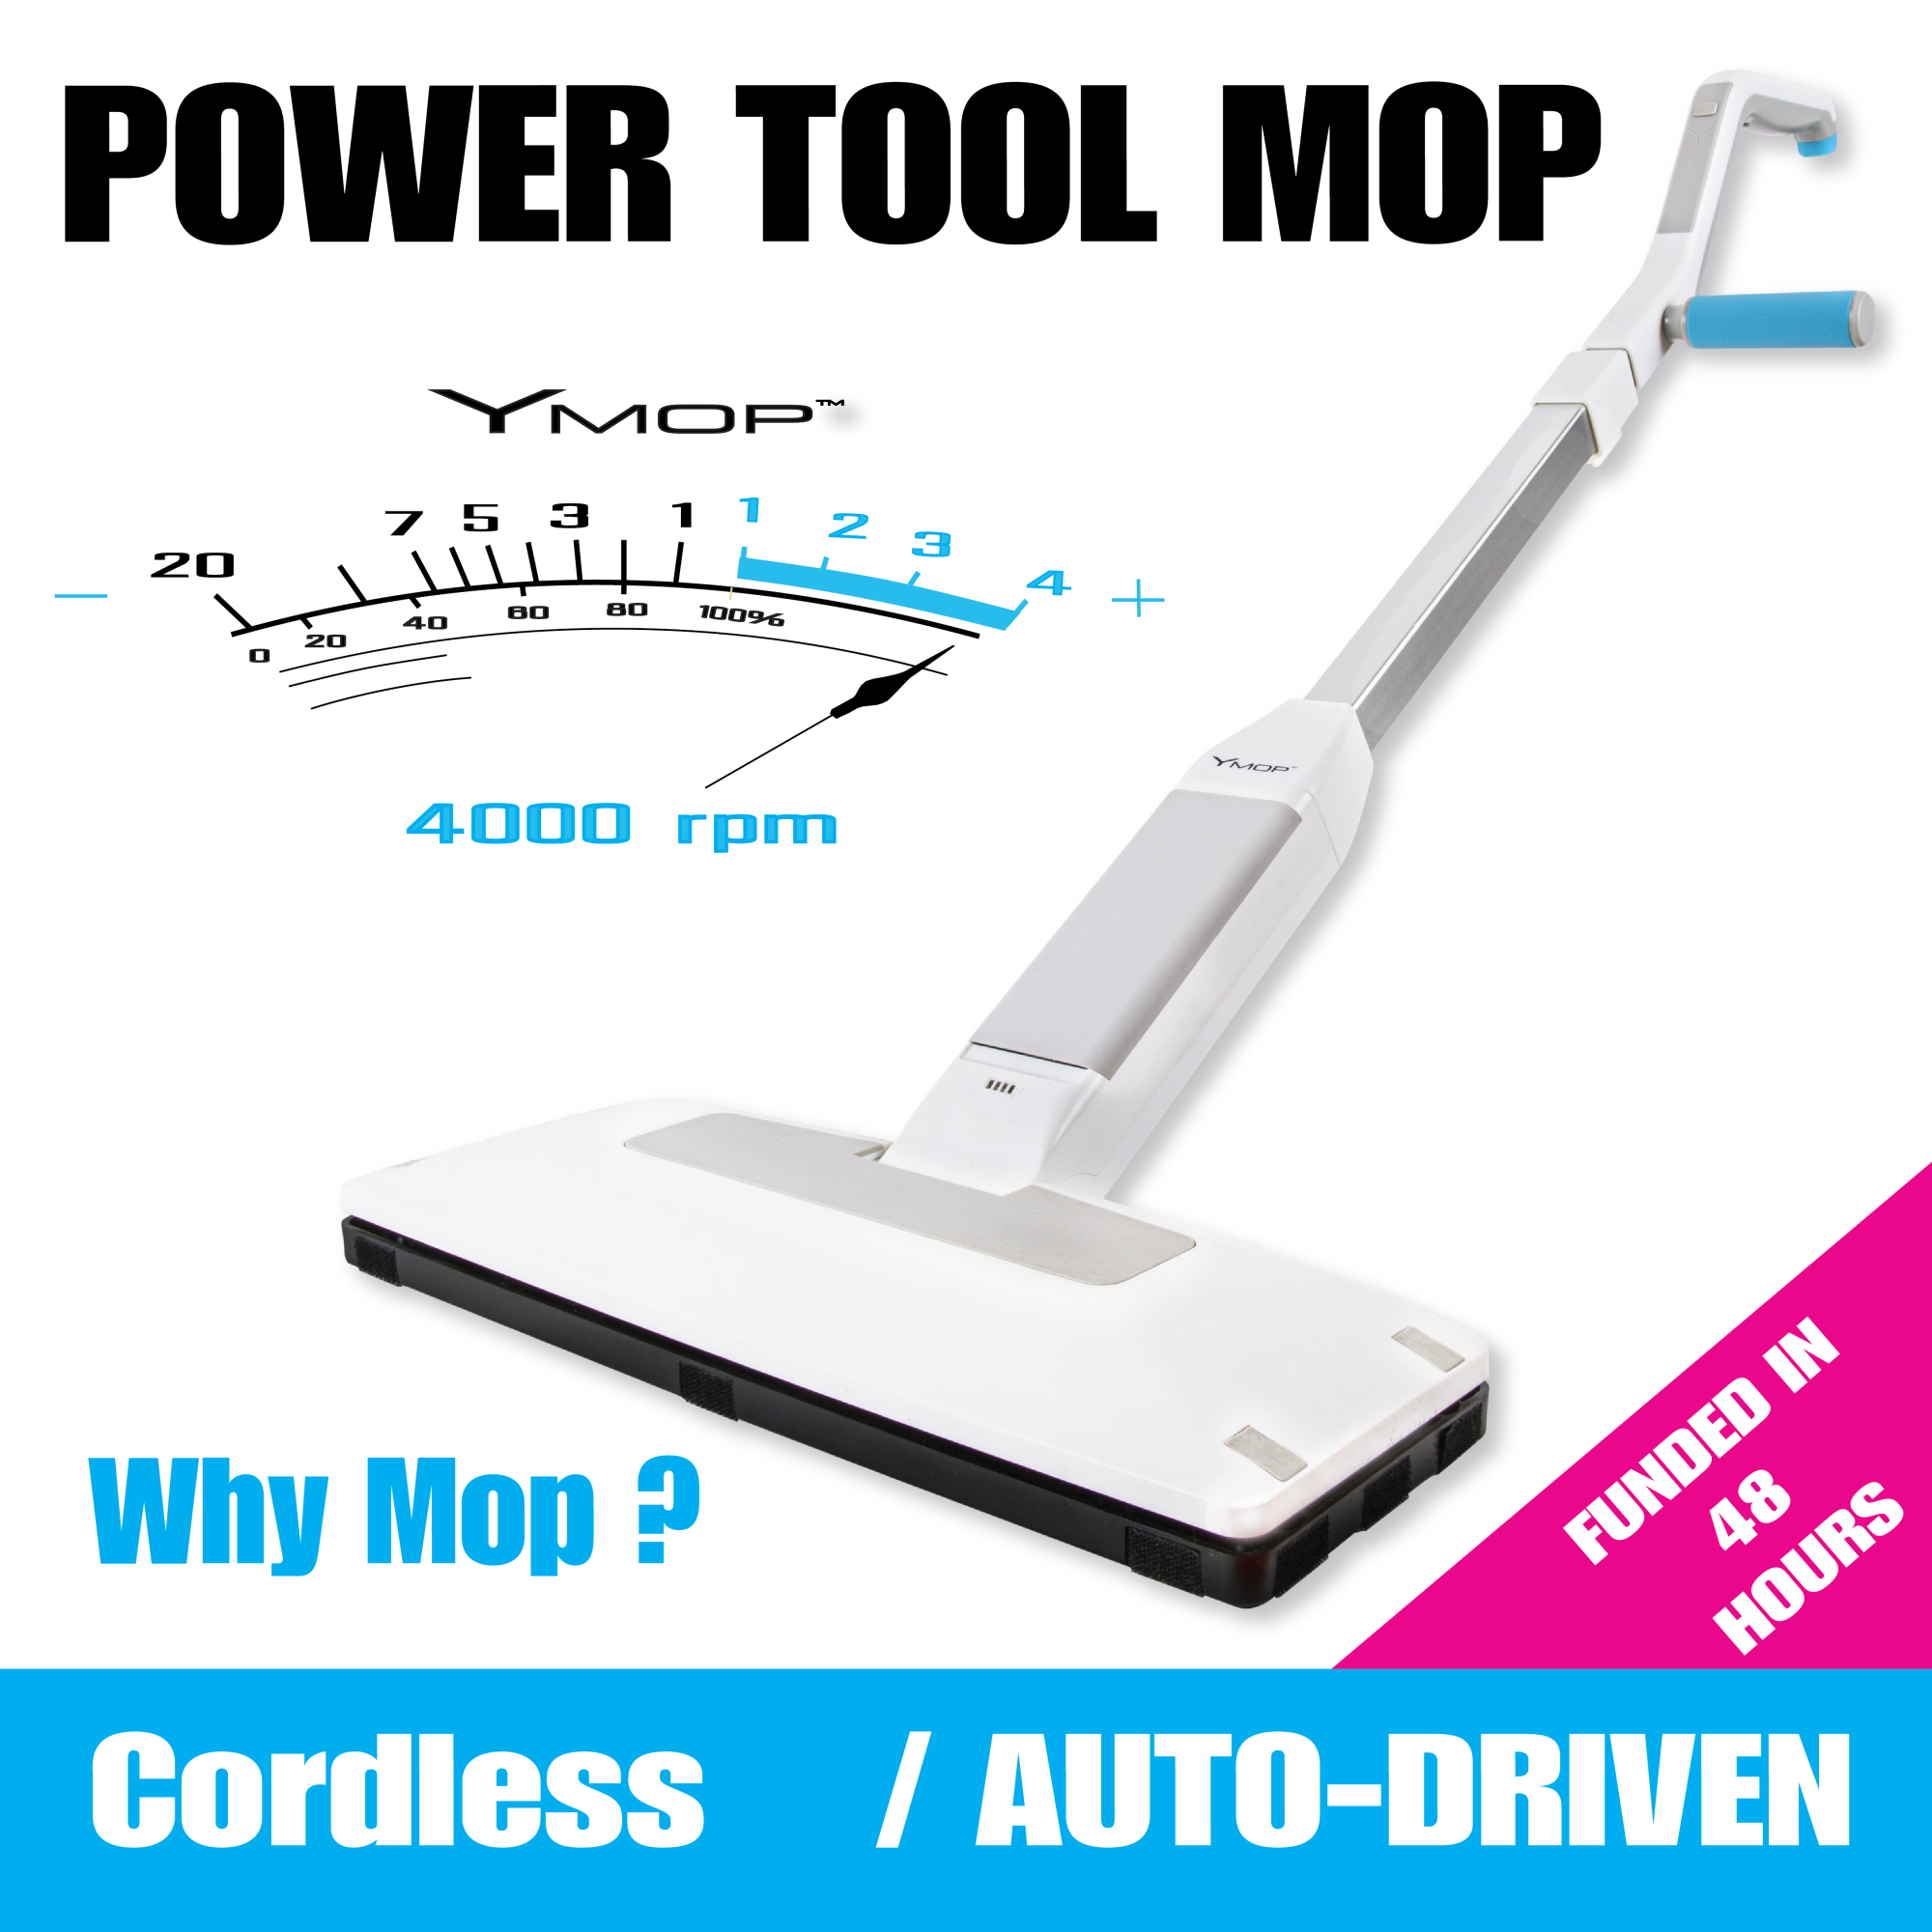 POWER TOOL MOP
YMOP™
20 7 5 3 1 1 2 3 4
− +
0 20 40 60 80 100%
4000 rpm
YMOP™
Why Mop ?
FUNDED IN
48
HOURS
Cordless / AUTO-DRIVEN